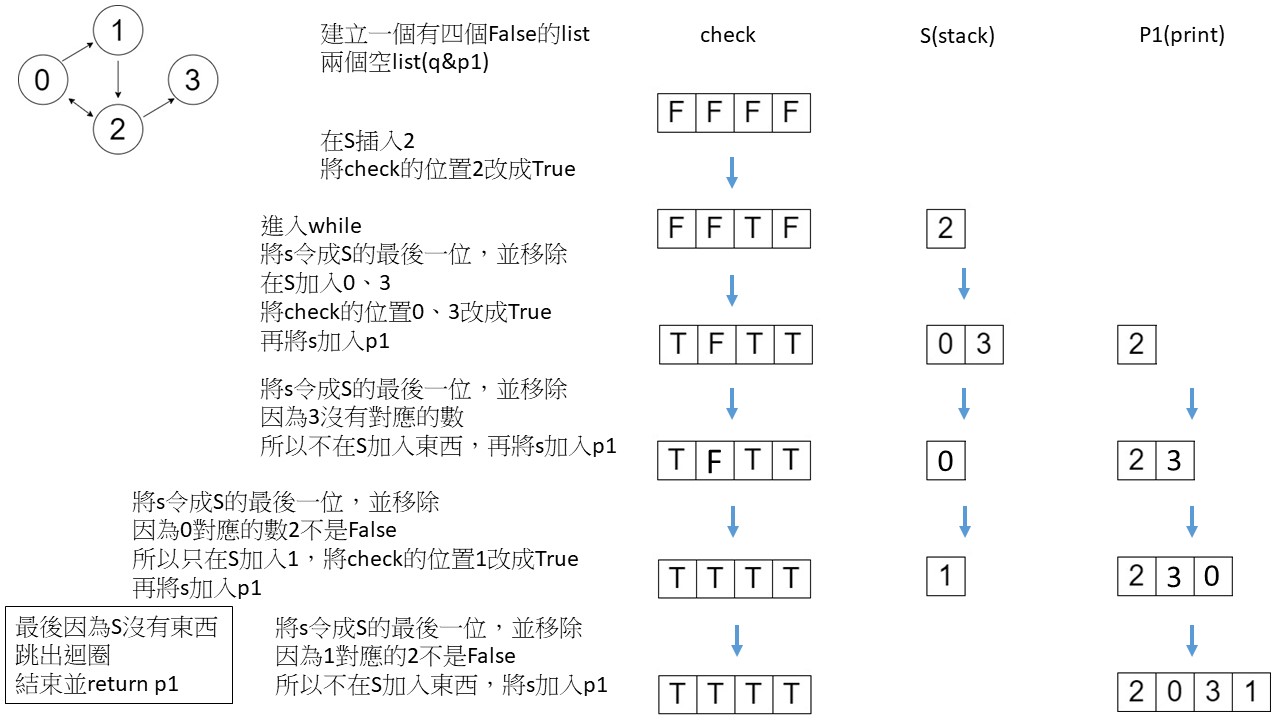 1
0
3
2
建立一個有四個False的list
兩個空list(q&p1)
check
S(stack)
P1(print)
F F F F
在S插入2
將check的位置2改成True
進入while
將s令成S的最後一位，並移除
在S加入0、3
將check的位置0、3改成True
再將s加入p1
F F T F
2
T F T T
0 3
2
將s令成S的最後一位，並移除
因為3沒有對應的數
所以不在S加入東西，再將s加入p1
T F T T
0
2 3
將s令成S的最後一位，並移除
因為0對應的數2不是False
所以只在S加入1，將check的位置1改成True
再將s加入p1
T T T T
1
2 3 0
最後因為S沒有東西
跳出迴圈
結束並return p1
將s令成S的最後一位，並移除
因為1對應的2不是False
所以不在S加入東西，將s加入p1
T T T T
2 0 3 1